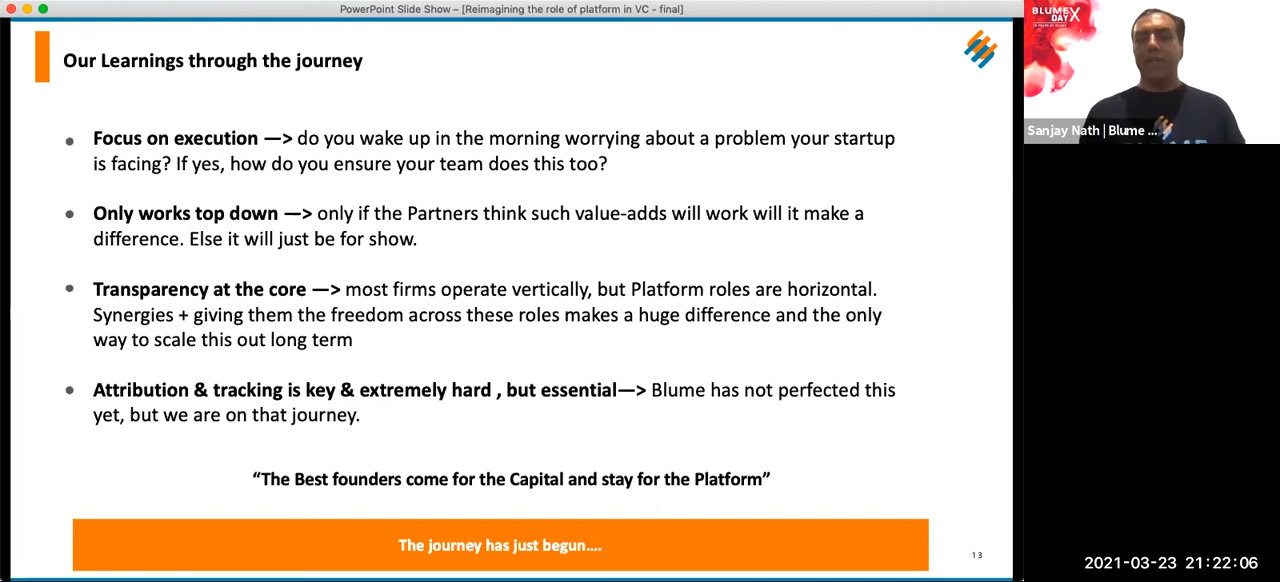 PowerPoint Slide Show – [Reimagining the role of platform in VC - final]
Our Learnings through the journey
Focus on execution —> do you wake up in the morning worrying about a problem your startup
is facing? If yes, how do you ensure your team does this too?
Only works top down —> only if the Partners think such value-adds will work will it make a
difference. Else it will just be for show.
Transparency at the core —> most firms operate vertically, but Platform roles are horizontal.
Synergies + giving them the freedom across these roles makes a huge difference and the only
way to scale this out long term
Attribution & tracking is key & extremely hard , but essential—> Blume has not perfected this
yet, but we are on that journey.
“The Best founders come for the Capital and stay for the Platform”
The journey has just begun....
13
BLUME
DAY X
Sanjay Nath | Blume ...
2021-03-23 21:22:06